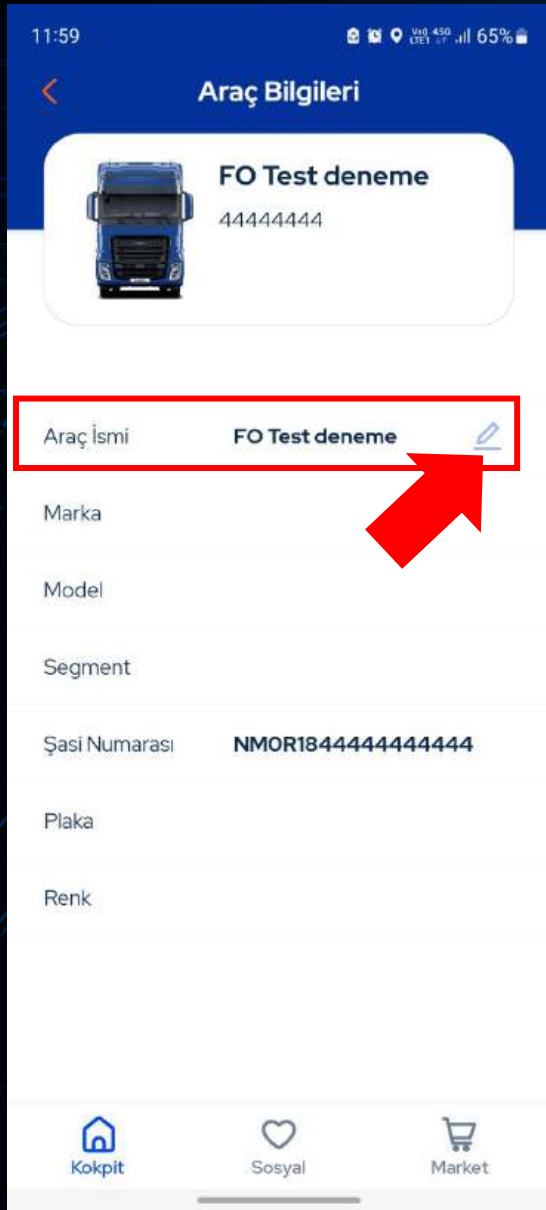 11:59
65%
Araç Bilgileri
FO Test deneme
44444444
Araç İsmi FO Test deneme
Marka
Model
Segment
Şasi Numarası NM0R1844444444444
Plaka
Renk
Kokpit Sosyal Market